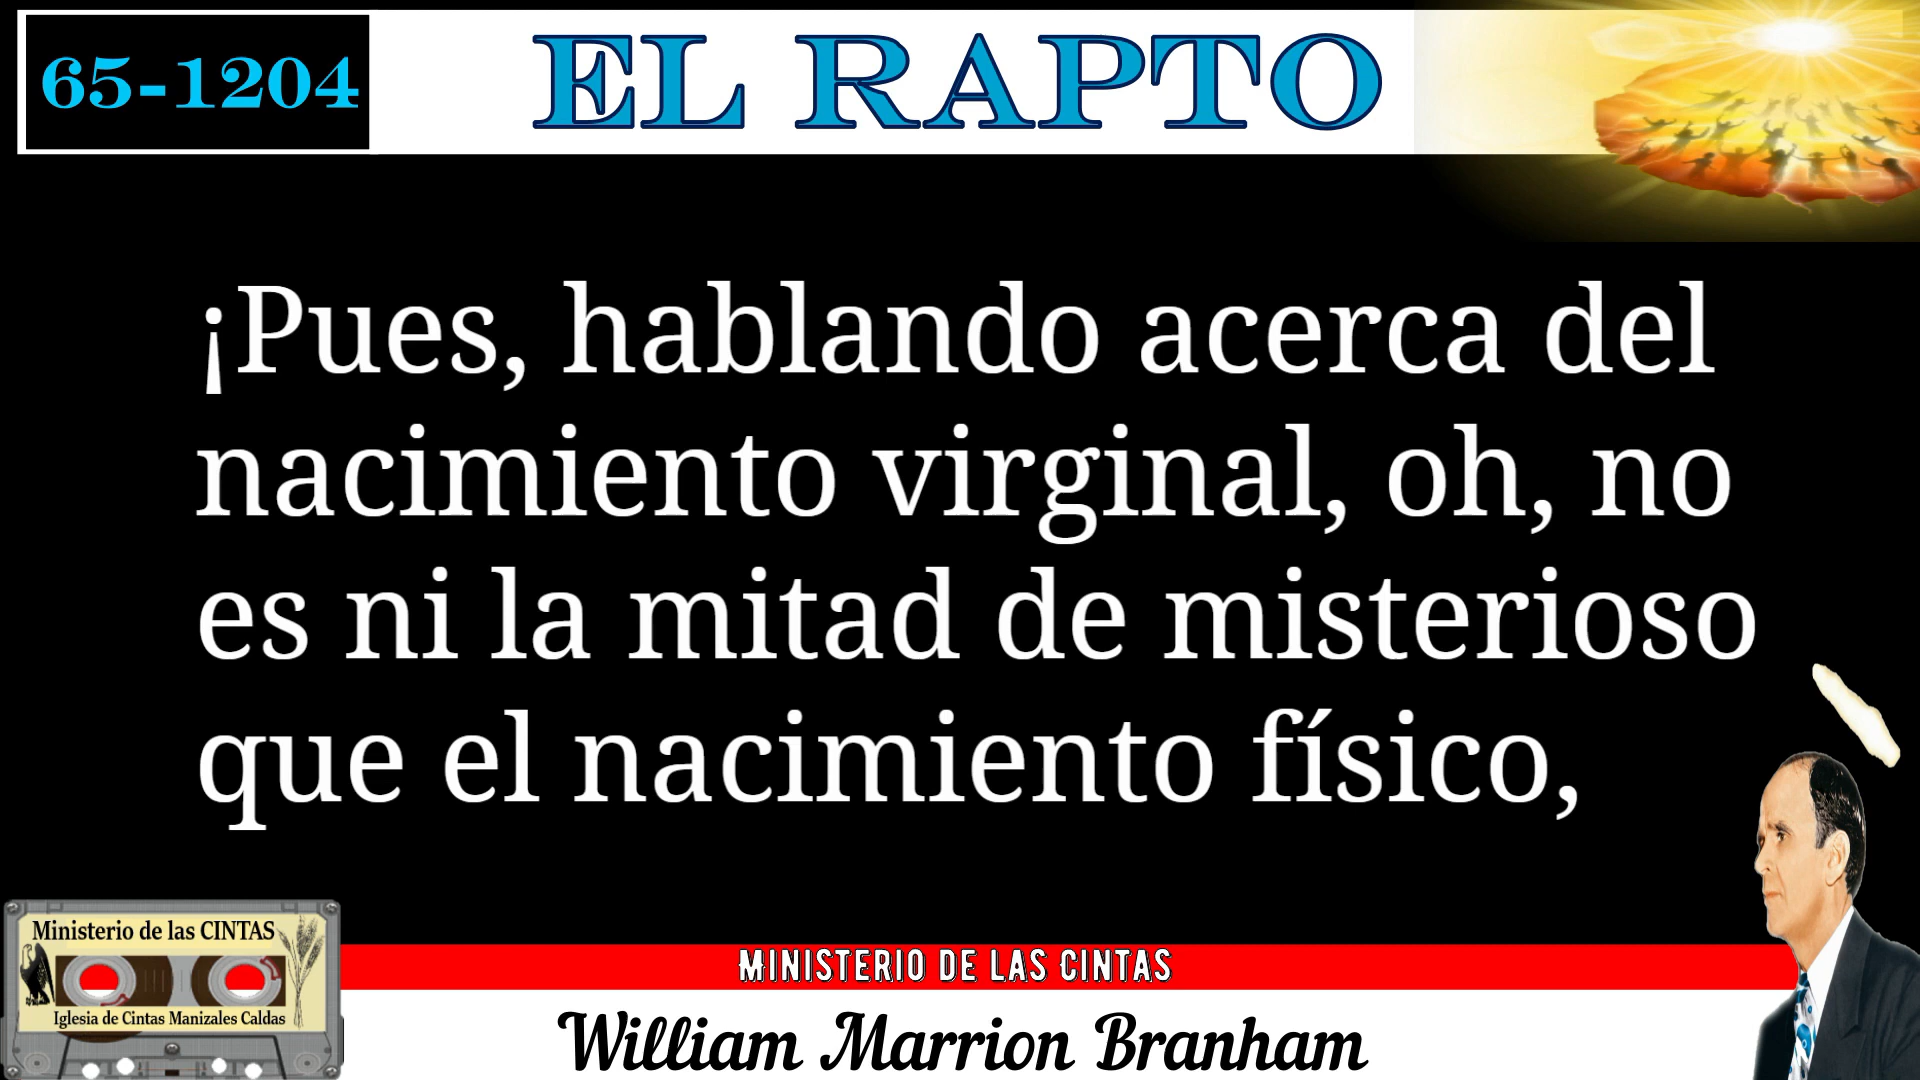 65-1204
EL RAPTO
¡Pues, hablando acerca del
nacimiento virginal, oh, no
es ni la mitad de misterioso
que el nacimiento físico,
Ministerio de las CINTAS
Iglesia de Cintas Manizales Caldas
MINISTERIO DE LAS CINTAS
William Marrion Branham